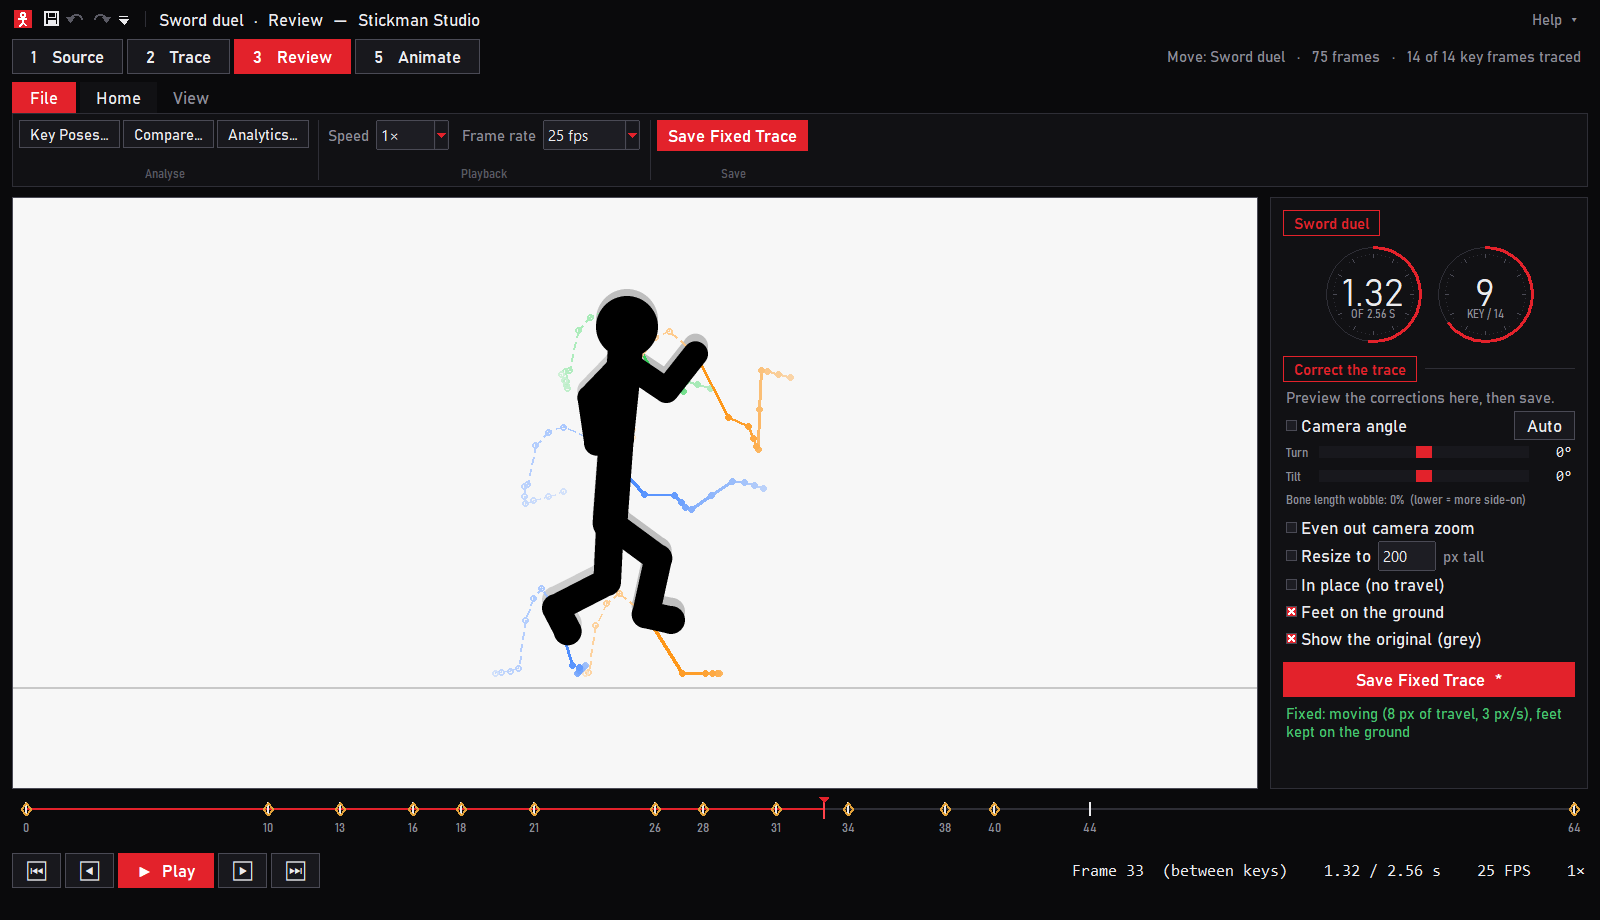 Sword duel · Review — Stickman Studio
Help
1 Source
2 Trace
3 Review
5 Animate
Move: Sword duel · 75 frames · 14 of 14 key frames traced
File
Home
View
Key Poses...
Compare...
Analytics...
Speed
1×
Frame rate
25 fps
Save Fixed Trace
Analyse
Playback
Save
Sword duel
1.32
OF 2.56 S
9
KEY / 14
Correct the trace
Preview the corrections here, then save.
Camera angle
Auto
Turn
0°
Tilt
0°
Bone length wobble: 0% (lower = more side-on)
Even out camera zoom
Resize to 200 px tall
In place (no travel)
Feet on the ground
Show the original (grey)
Save Fixed Trace *
Fixed: moving (8 px of travel, 3 px/s), feet
kept on the ground
0 10 13 16 18 21 26 28 31 34 38 40 44 64
Play
Frame 33 (between keys)
1.32 / 2.56 s
25 FPS
1×